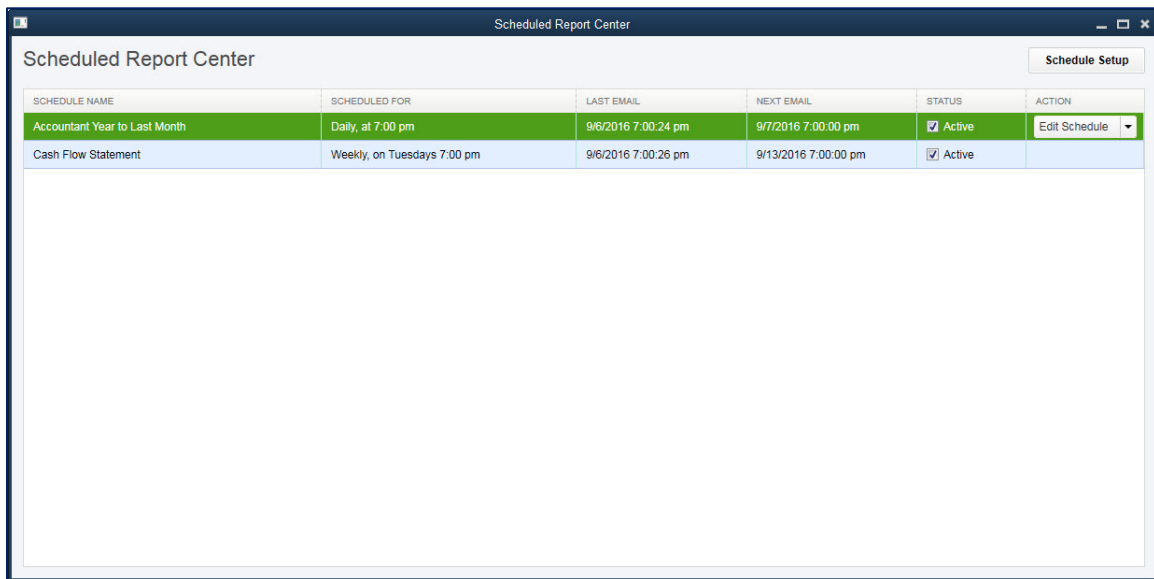 Scheduled Report Center
Scheduled Report Center
Schedule Setup
SCHEDULE NAME SCHEDULED FOR LAST EMAIL NEXT EMAIL STATUS ACTION
Accountant Year to Last Month Daily, at 7:00 pm 9/6/2016 7:00:24 pm 9/7/2016 7:00:00 pm Active Edit Schedule
Cash Flow Statement Weekly, on Tuesdays 7:00 pm 9/6/2016 7:00:26 pm 9/13/2016 7:00:00 pm Active